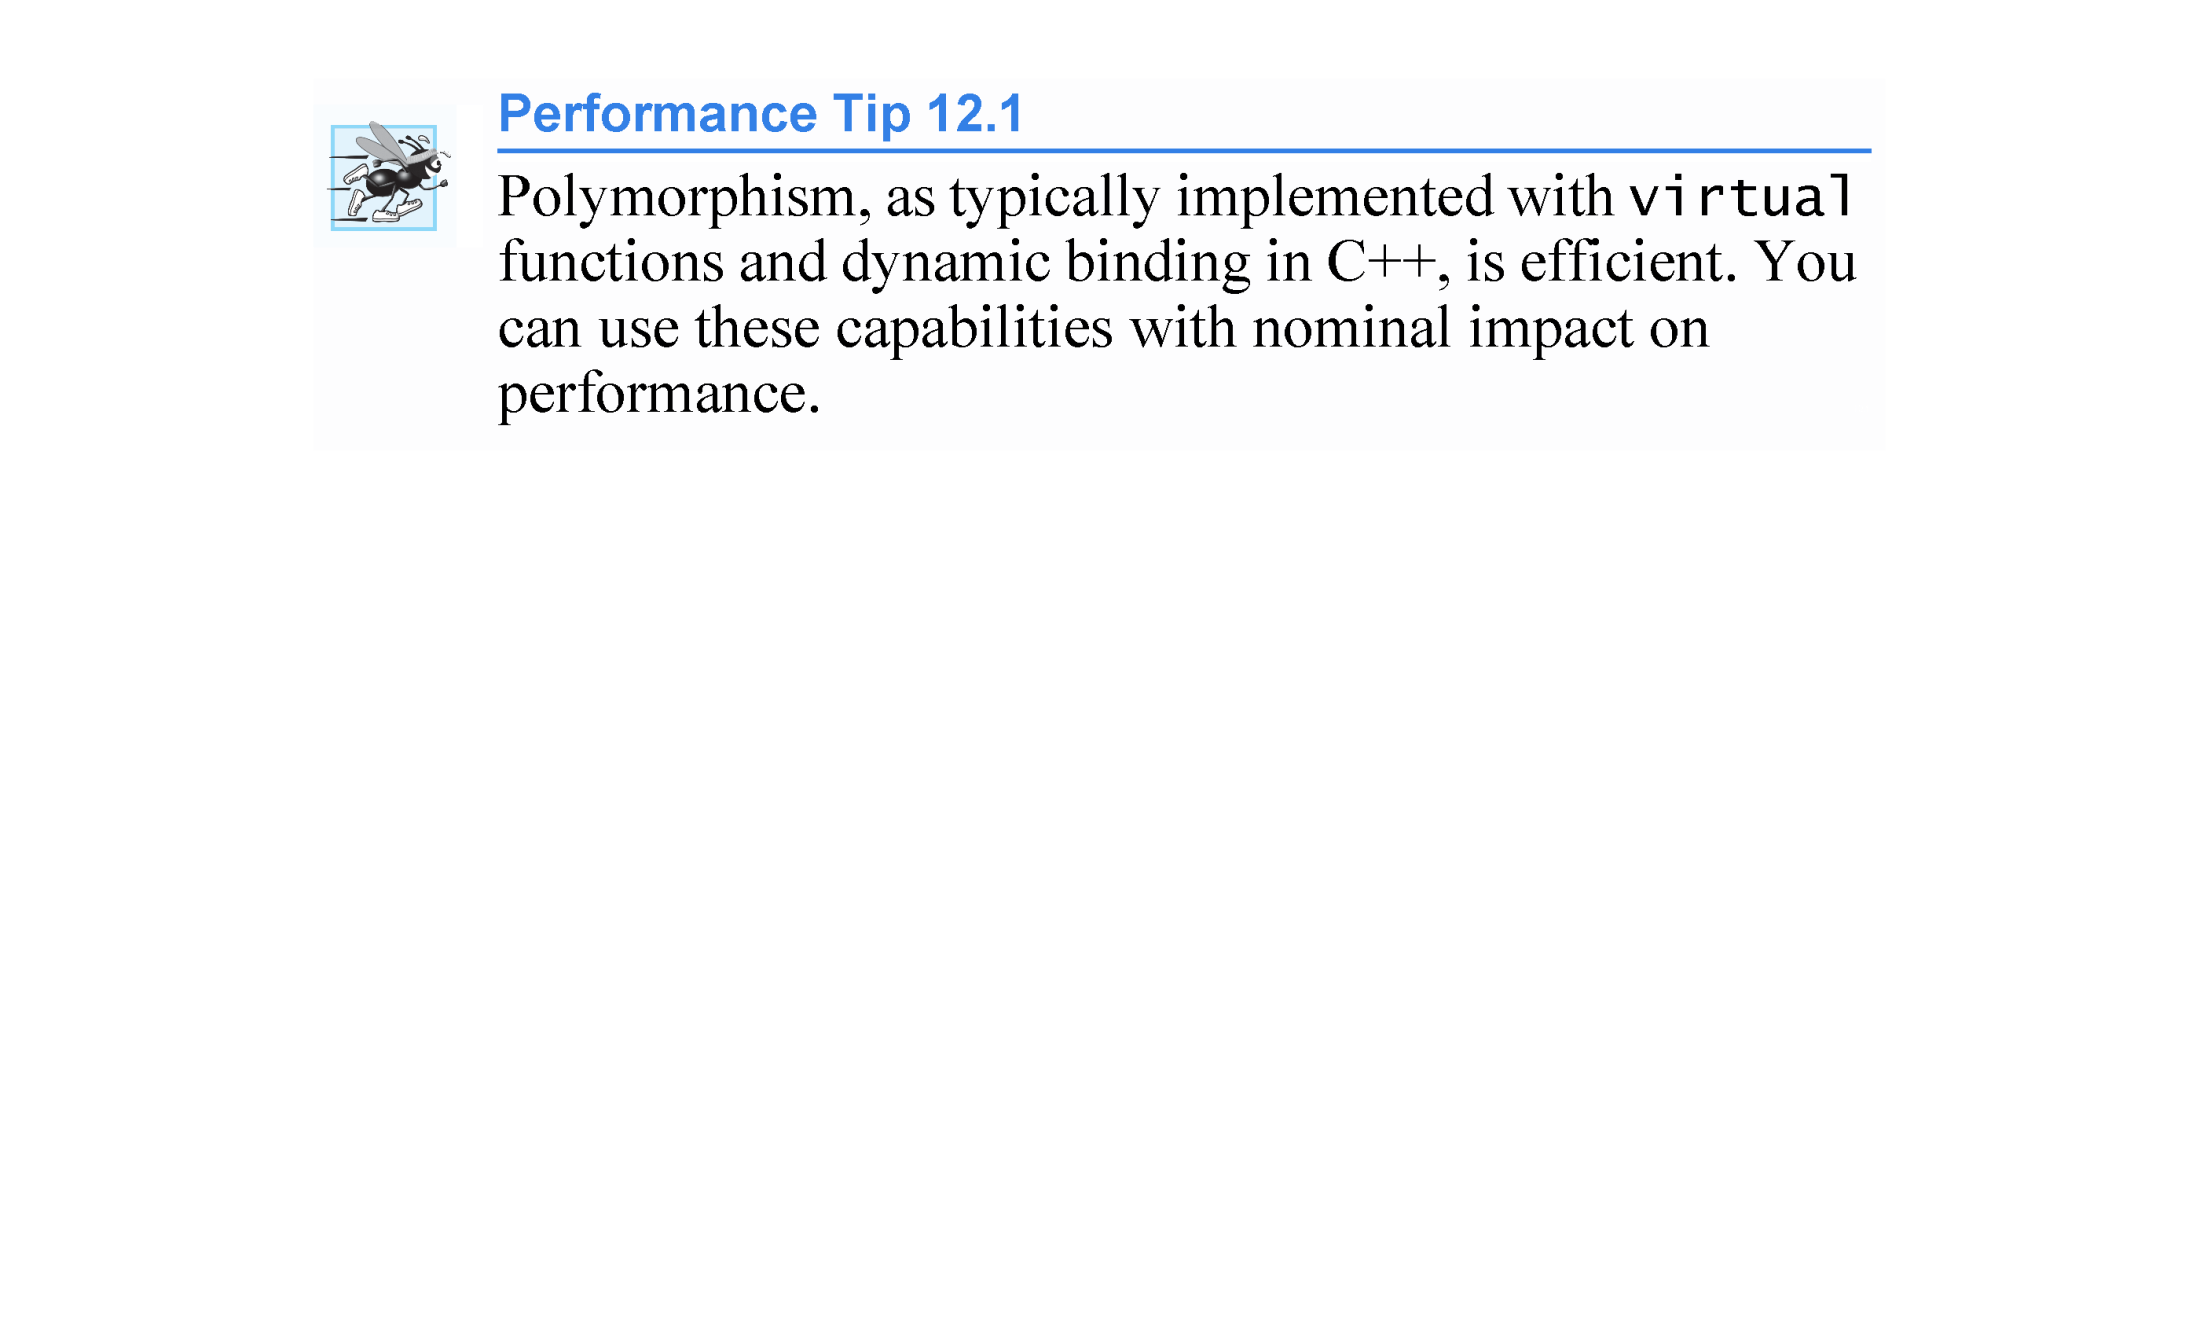 Performance Tip 12.1
Polymorphism, as typically implemented with virtual
functions and dynamic binding in C++, is efficient. You
can use these capabilities with nominal impact on
performance.